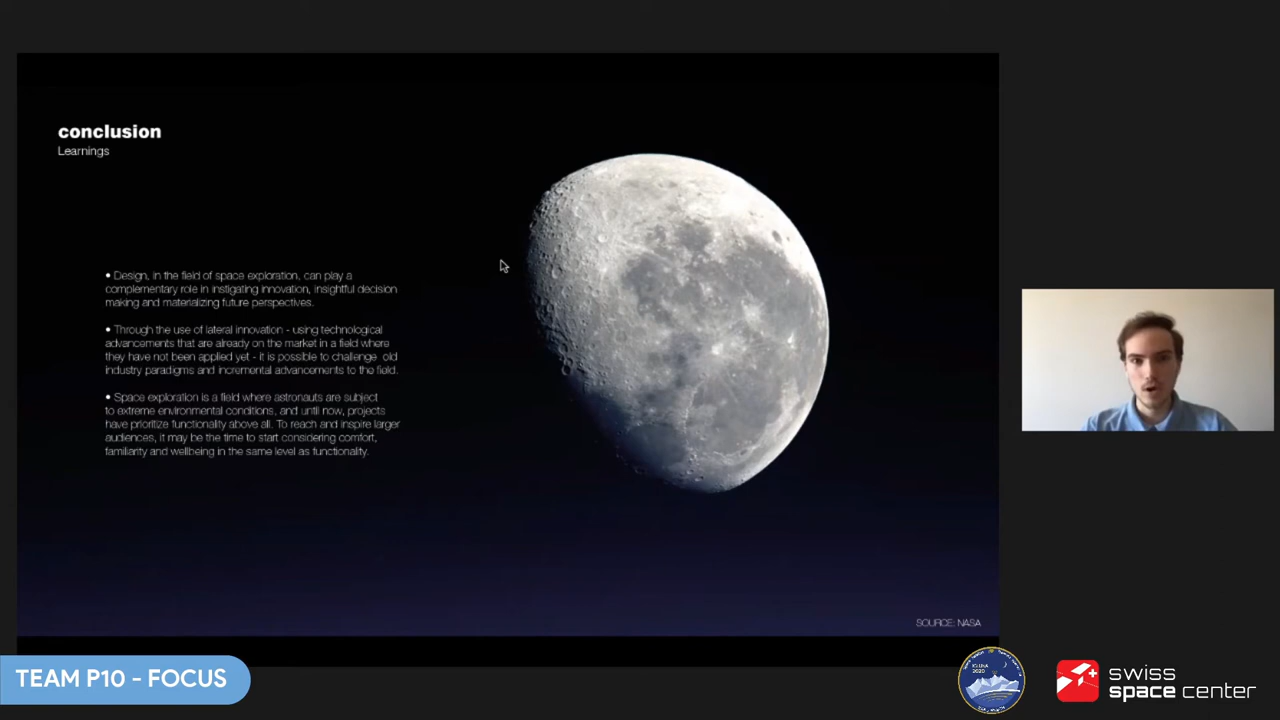 conclusion
Learnings
• Design, in the field of space exploration, can play a
complementary role in instigating innovation, insightful decision
making and materializing future perspectives.
• Through the use of lateral innovation - using technological
advancements that are already on the market in a field where
they have not been applied yet - it is possible to challenge old
industry paradigms and incremental advancements to the field.
• Space exploration is a field where astronauts are subject
to extreme environmental conditions, and until now, projects
have prioritize functionality above all. To reach and inspire larger
audiences, it may be the time to start considering comfort,
familiarity and wellbeing in the same level as functionality.
SOURCE: NASA
TEAM P10 - FOCUS
IGLUNA
2020
swiss
space center